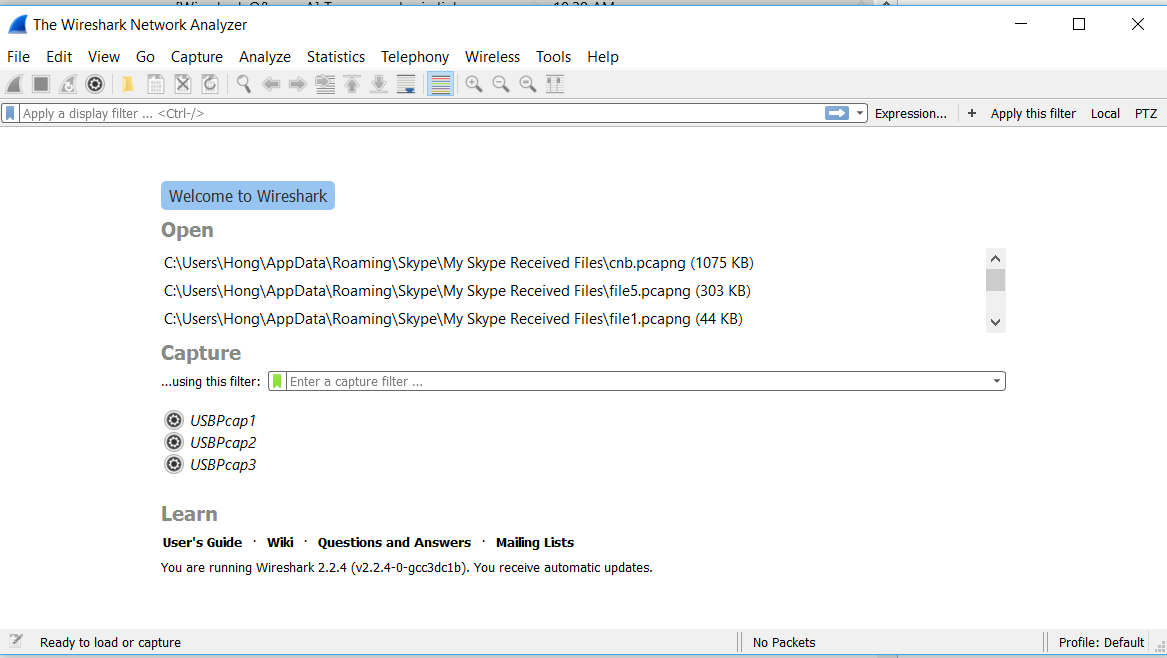 The Wireshark Network Analyzer
File Edit View Go Capture Analyze Statistics Telephony Wireless Tools Help
Apply a display filter ... <Ctrl-/> Expression... + Apply this filter Local PTZ
Welcome to Wireshark
Open
C:\Users\Hong\AppData\Roaming\Skype\My Skype Received Files\cnb.pcapng (1075 KB)
C:\Users\Hong\AppData\Roaming\Skype\My Skype Received Files\file5.pcapng (303 KB)
C:\Users\Hong\AppData\Roaming\Skype\My Skype Received Files\file1.pcapng (44 KB)
Capture
...using this filter: Enter a capture filter ...
USBPcap1
USBPcap2
USBPcap3
Learn
User's Guide · Wiki · Questions and Answers · Mailing Lists
You are running Wireshark 2.2.4 (v2.2.4-0-gcc3dc1b). You receive automatic updates.
Ready to load or capture No Packets Profile: Default